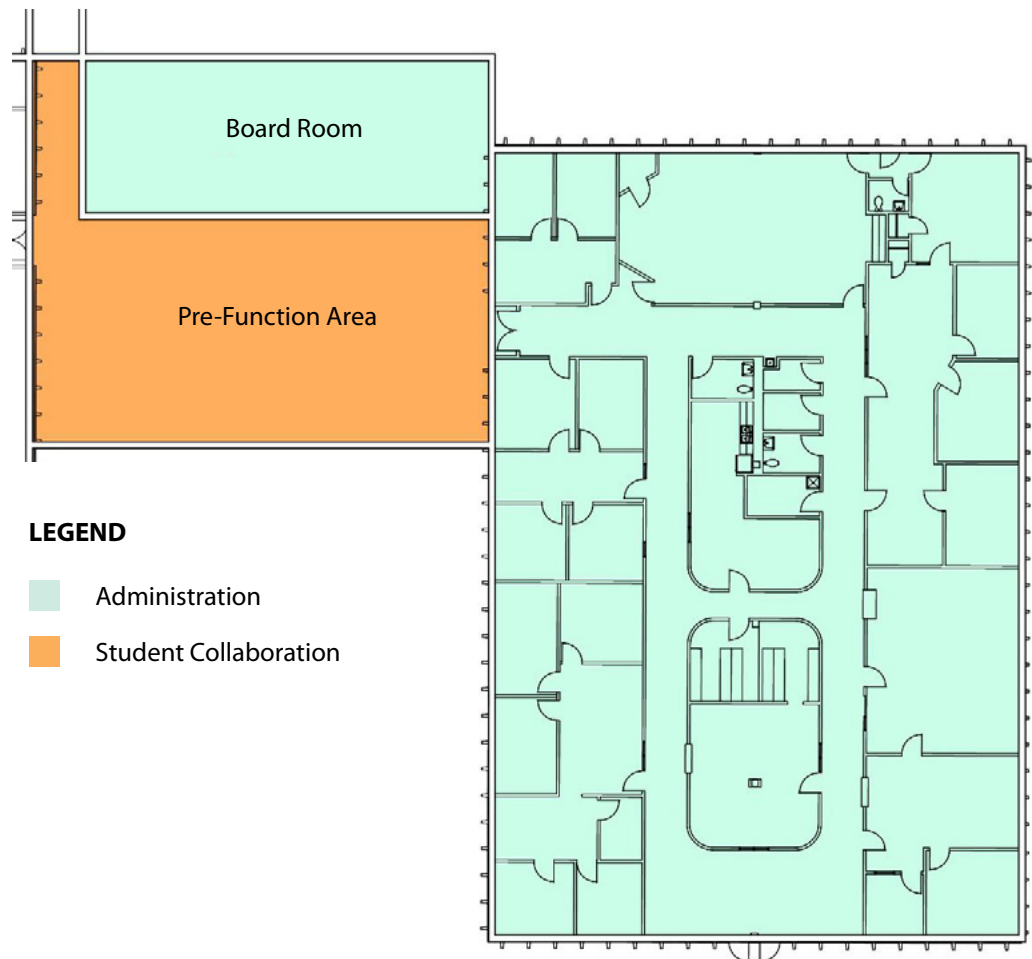 Board Room
Pre-Function Area
LEGEND
Administration
Student Collaboration